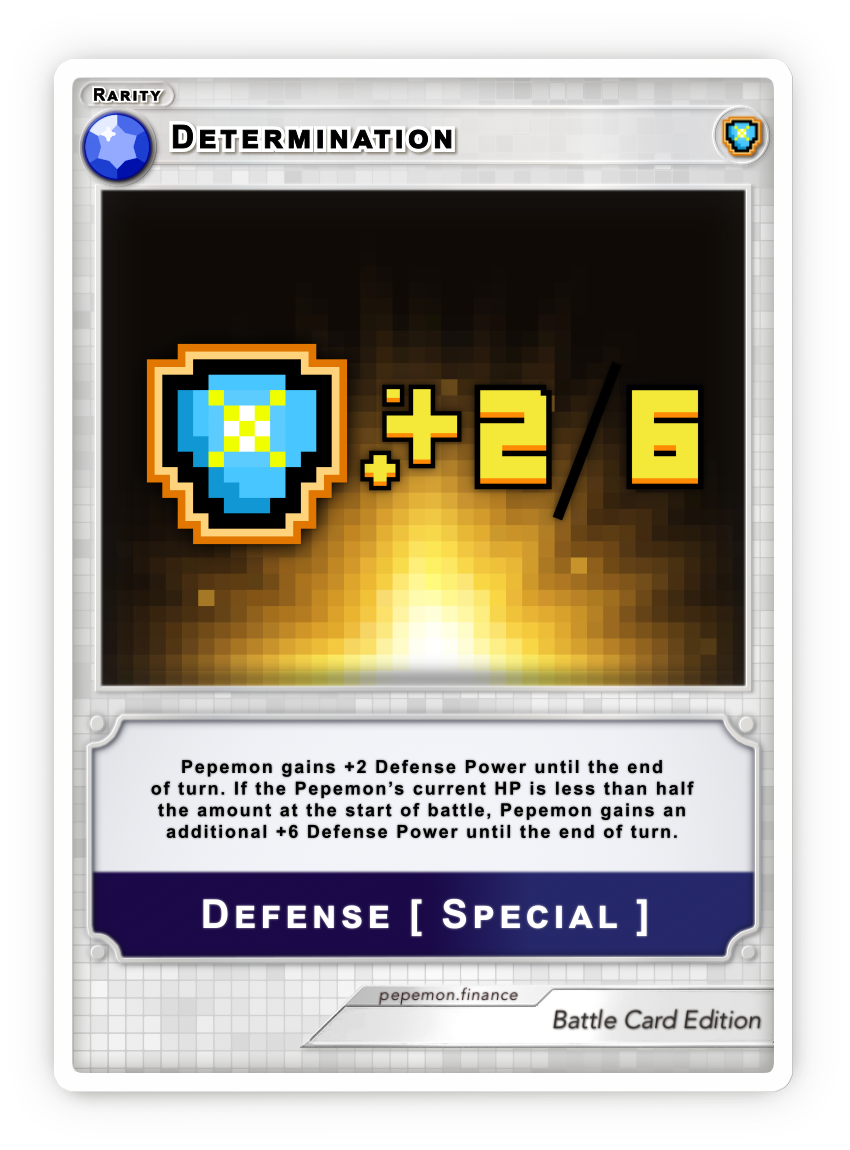 Rarity
Determination
+2/6
Pepemon gains +2 Defense Power until the end
of turn. If the Pepemon’s current HP is less than half
the amount at the start of battle, Pepemon gains an
additional +6 Defense Power until the end of turn.
Defense [ Special ]
pepemon.finance
Battle Card Edition